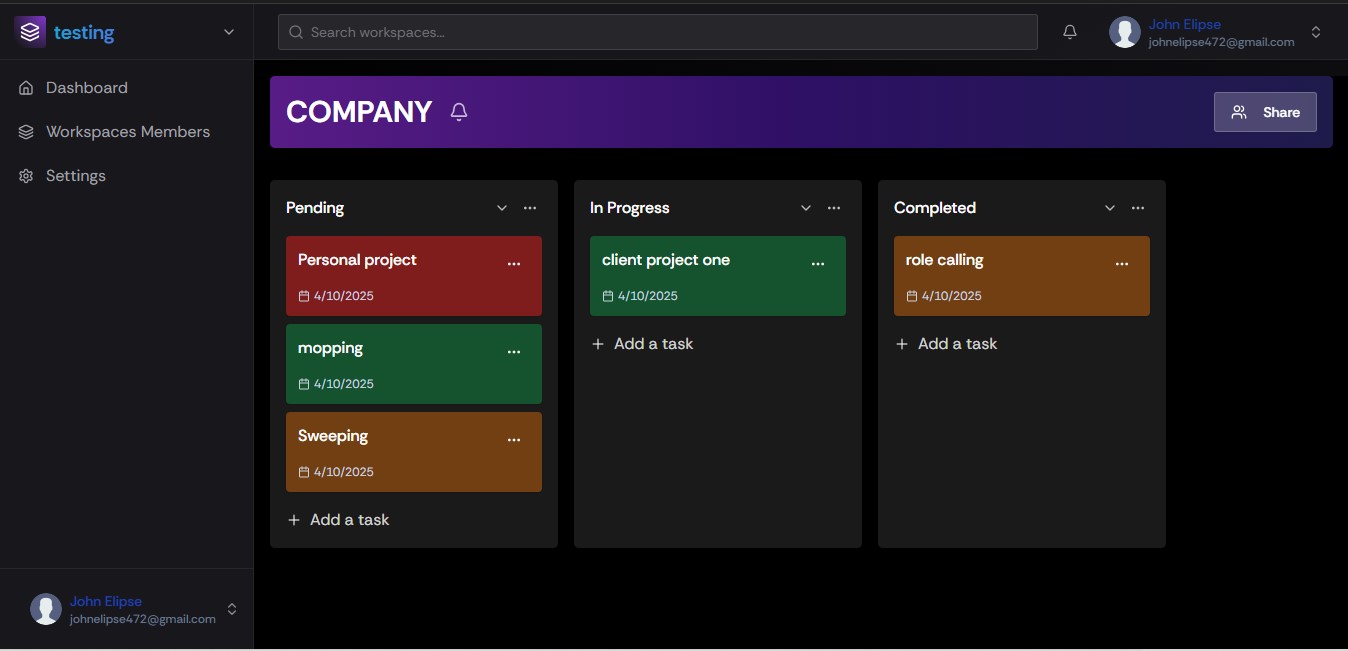 testing
Search workspaces...
John Elipse
johnelipse472@gmail.com
Dashboard
Workspaces Members
Settings
COMPANY
Share
Pending
Personal project
4/10/2025
mopping
4/10/2025
Sweeping
4/10/2025
Add a task
In Progress
client project one
4/10/2025
Add a task
Completed
role calling
4/10/2025
Add a task
John Elipse
johnelipse472@gmail.com